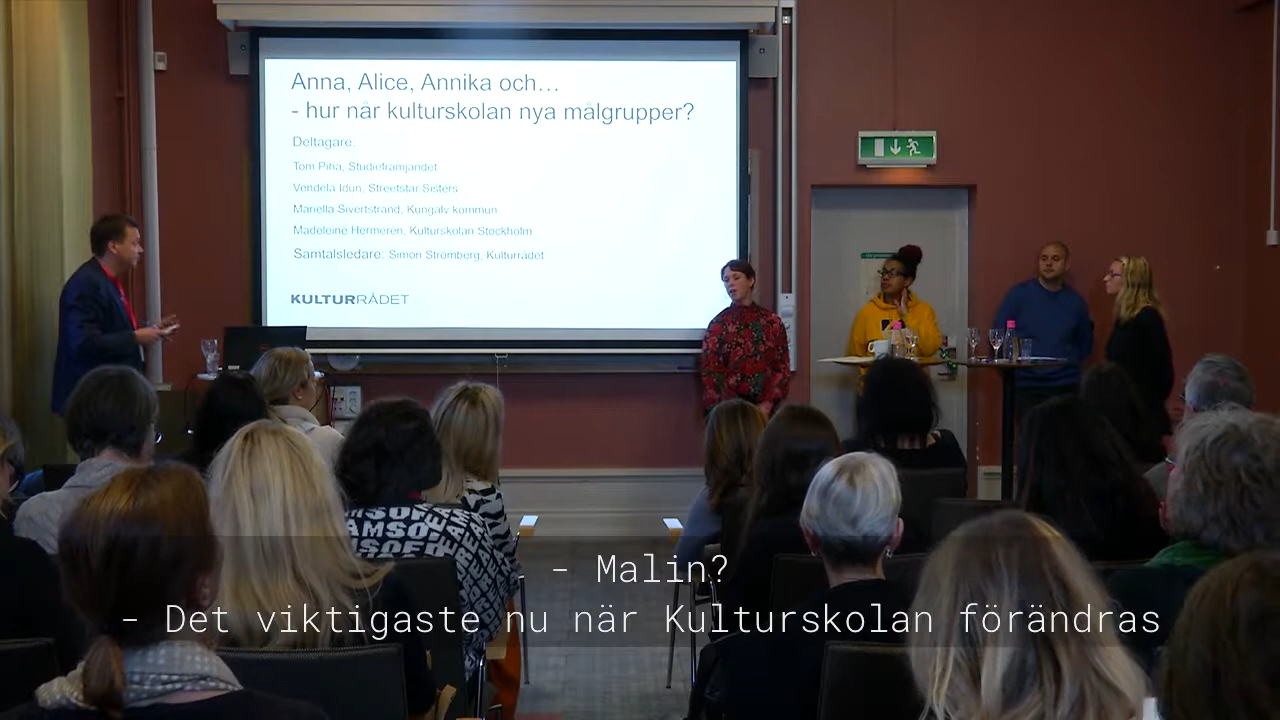 Anna, Alice, Annika och...
- hur når kulturskolan nya målgrupper?
Deltagare:
Tom Piha, Studiefrämjandet
Vendela Idun, Streetstar Sisters
Mariella Sivertstrand, Kungälv kommun
Madeleine Hermerén, Kulturskolan Stockholm
Samtalsledare: Simon Strömberg, Kulturrådet
KULTURRÅDET
- Malin?
- Det viktigaste nu när Kulturskolan förändras